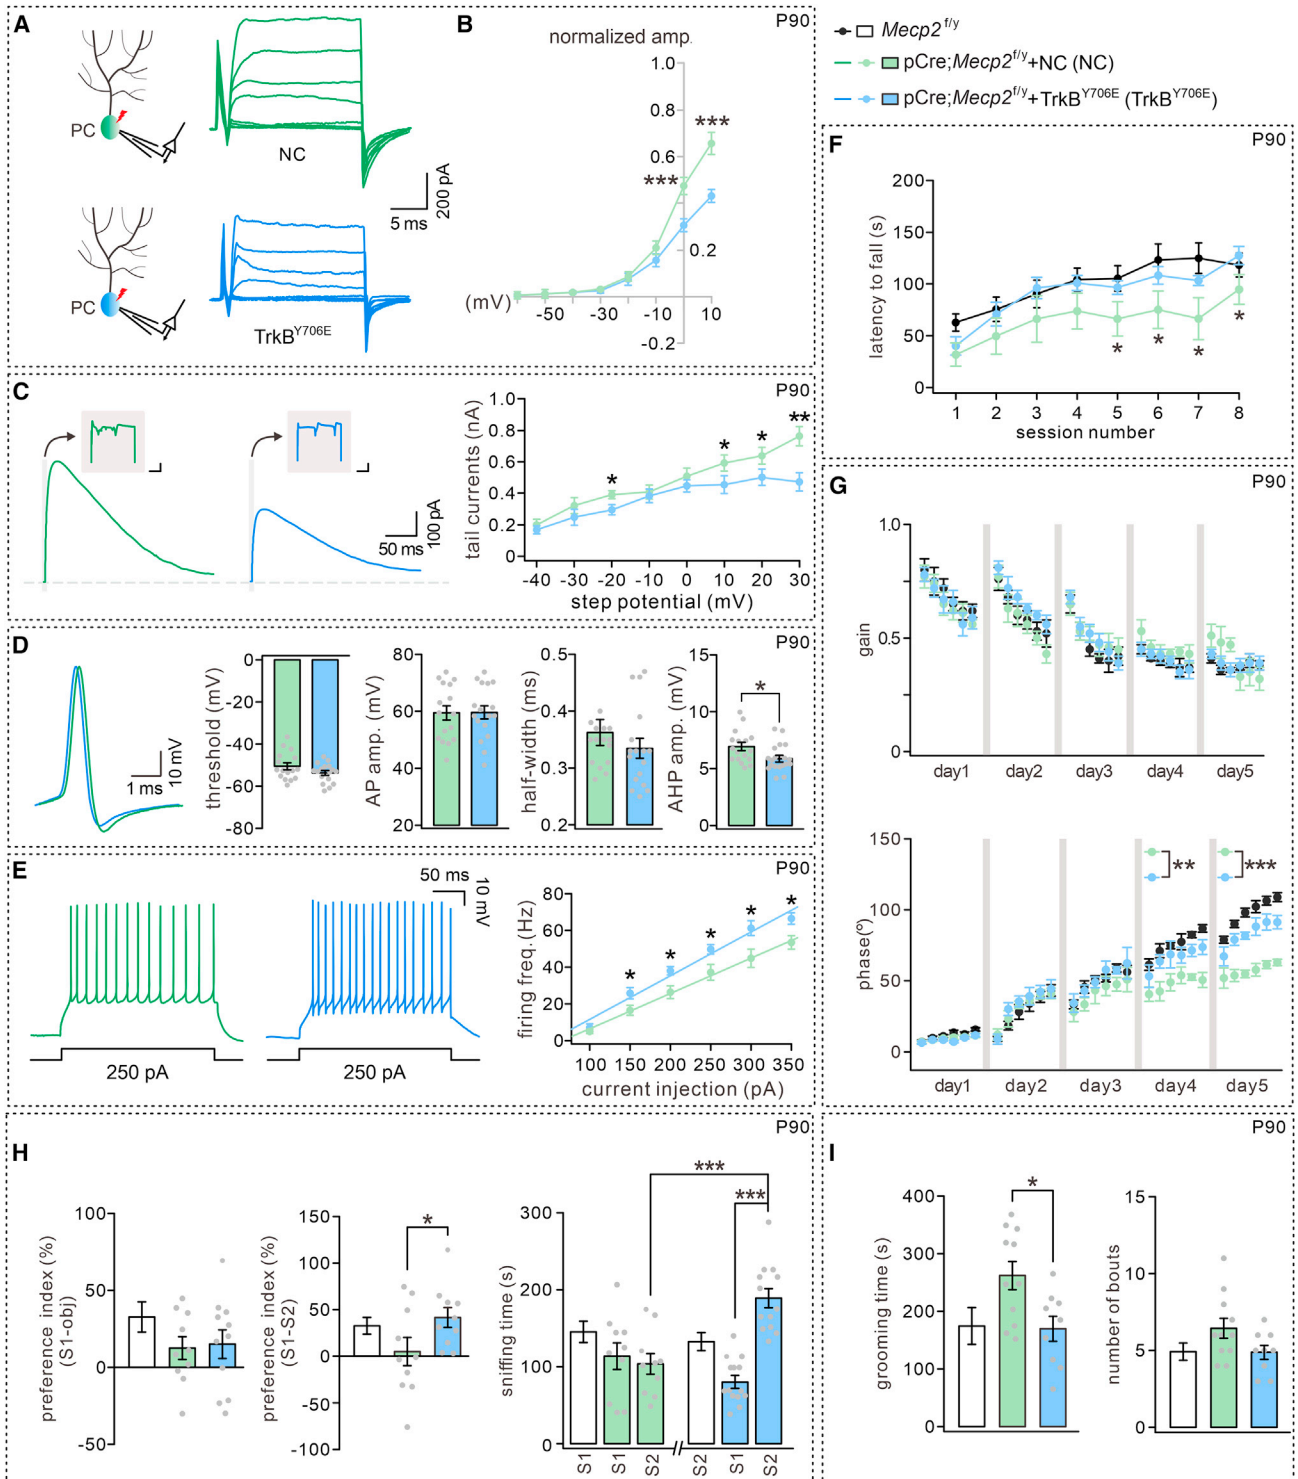 A
PC
NC
PC
TrkBY706E
5 ms
200 pA
B
P90
normalized amp.
1.0
0.8
0.6
0.2
-0.2
***
***
(mV)
-50
-30
-10
10
Mecp2 f/y
pCre;Mecp2 f/y+NC (NC)
pCre;Mecp2 f/y+TrkBY706E (TrkBY706E)
C
P90
50 ms
100 pA
tail currents (nA)
1.0
0.8
0.6
0.4
0.2
0
*
*
*
**
-40
-30
-20
-10
0
10
20
30
step potential (mV)
D
P90
1 ms
10 mV
threshold (mV)
0
-20
-40
-60
-80
AP amp. (mV)
80
60
40
20
half-width (ms)
0.5
0.4
0.3
0.2
AHP amp. (mV)
15
10
5
0
*
E
P90
50 ms
10 mV
250 pA
250 pA
firing freq.(Hz)
80
60
40
20
0
*
*
*
*
*
100
150
200
250
300
350
current injection (pA)
F
P90
latency to fall (s)
200
150
100
50
0
*
*
*
*
1
2
3
4
5
6
7
8
session number
G
P90
gain
1.0
0.5
0
day1
day2
day3
day4
day5
phase(º)
150
100
50
0
**
***
day1
day2
day3
day4
day5
H
P90
preference index (%)
(S1-obj)
100
50
0
-50
preference index (%)
(S1-S2)
150
100
50
0
-50
-100
*
sniffing time (s)
300
200
100
0
***
***
S1
S1
S2
S2
S1
S2
I
P90
grooming time (s)
400
300
200
100
0
*
number of bouts
15
10
5
0